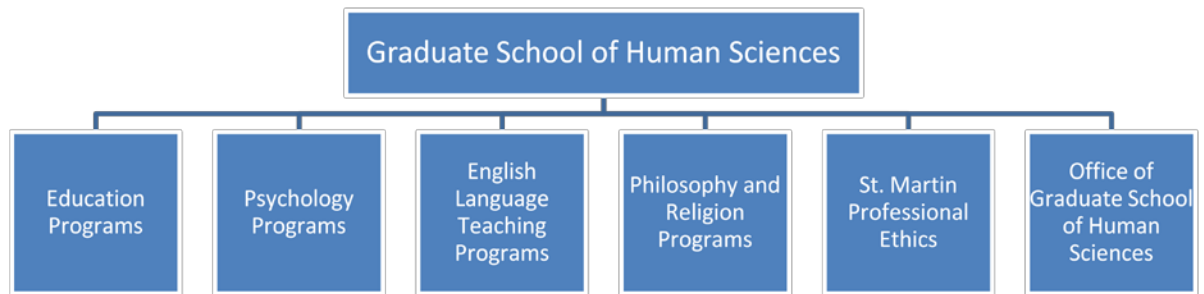 Graduate School of Human Sciences
Education
Programs
Psychology
Programs
English
Language
Teaching
Programs
Philosophy and
Religion
Programs
St. Martin
Professional
Ethics
Office of
Graduate School
of Human
Sciences